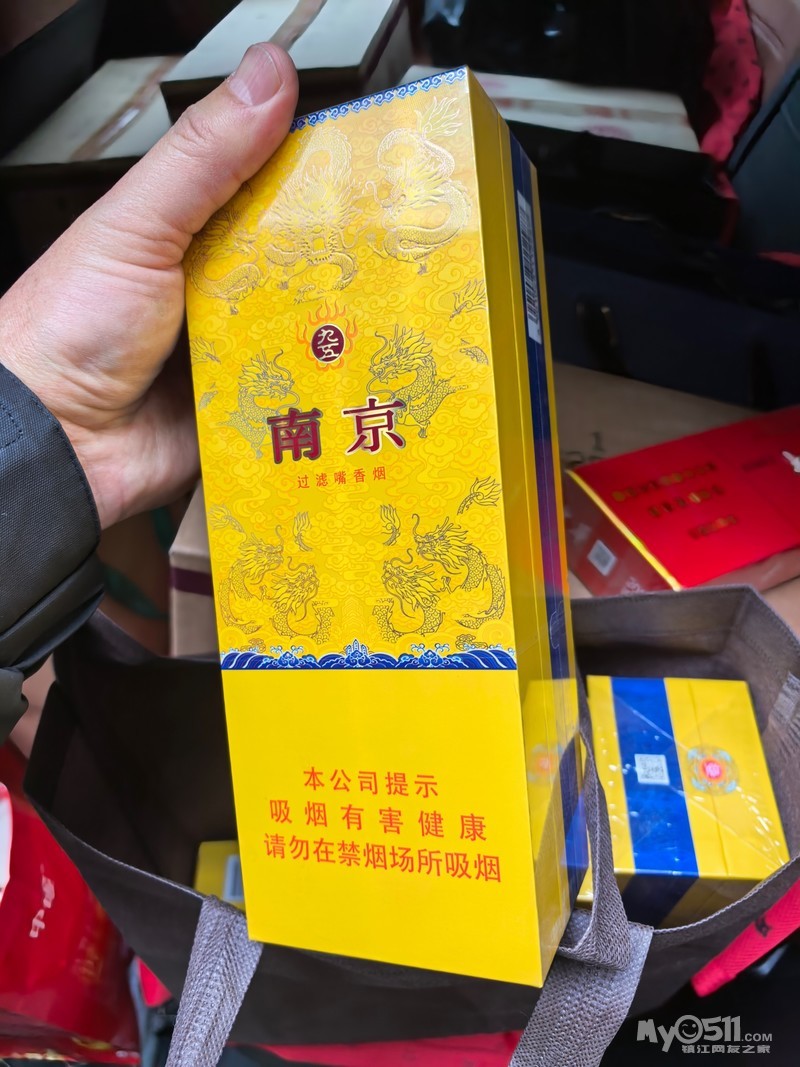 九五
南京
过滤嘴香烟
本公司提示
吸烟有害健康
请勿在禁烟场所吸烟
MyO511.COM
镇江网友之家